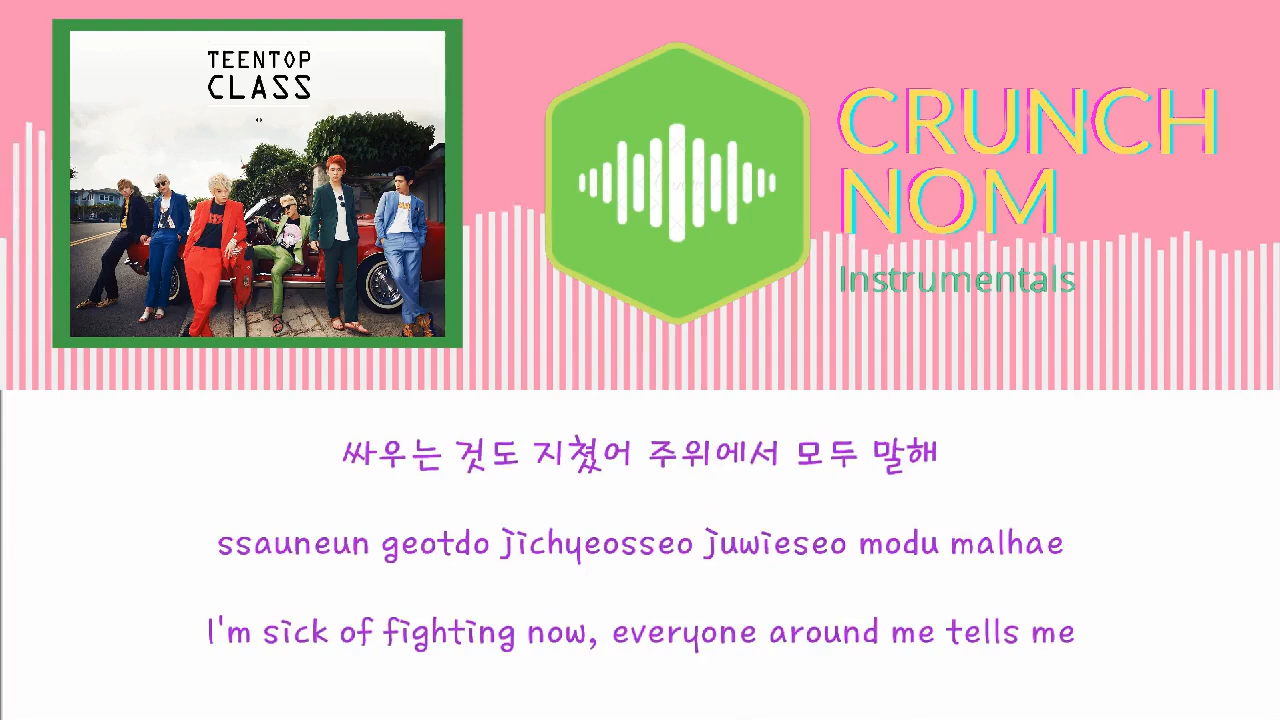 TEENTOP
CLASS
CRUNCH
NOM
Instrumentals
싸우는 것도 지쳤어 주위에서 모두 말해
ssauneun geotdo jichyeosseo juwieseo modu malhae
I'm sick of fighting now, everyone around me tells me